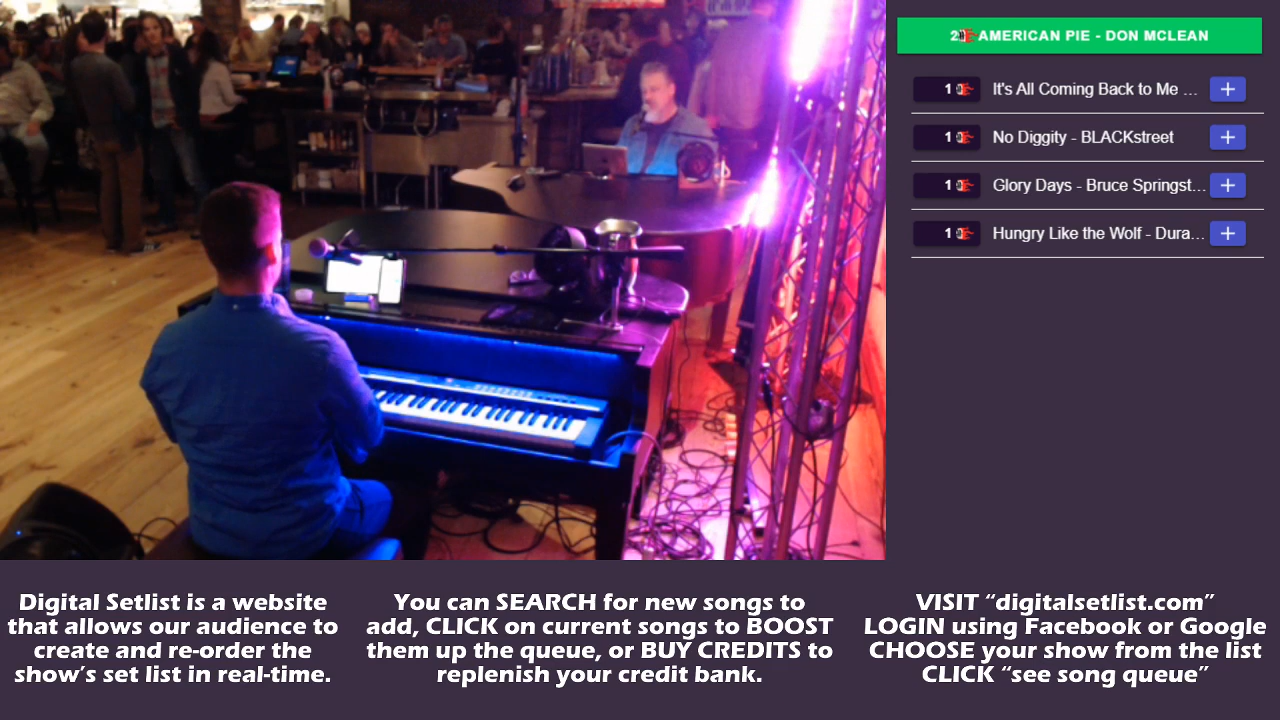 2 AMERICAN PIE - DON MCLEAN
1 It's All Coming Back to Me ...
1 No Diggity - BLACKstreet
1 Glory Days - Bruce Springst...
1 Hungry Like the Wolf - Dura...
Digital Setlist is a website
that allows our audience to
create and re-order the
show's set list in real-time.
You can SEARCH for new songs to
add, CLICK on current songs to BOOST
them up the queue, or BUY CREDITS to
replenish your credit bank.
VISIT “digitalsetlist.com”
LOGIN using Facebook or Google
CHOOSE your show from the list
CLICK “see song queue”